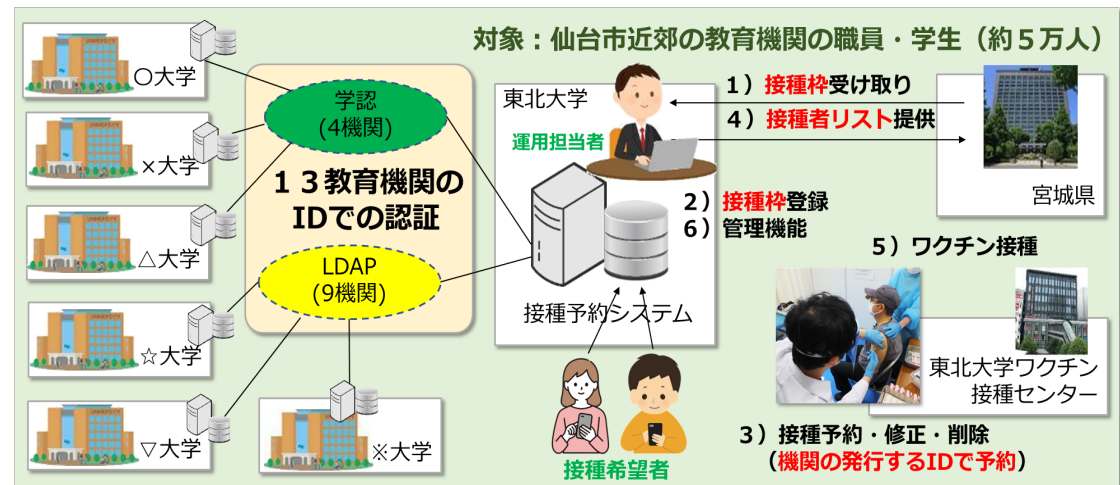 対象：仙台市近郊の教育機関の職員・学生（約５万人）
〇大学
×大学
△大学
☆大学
▽大学
※大学
学認
(4機関)
１３教育機関の
IDでの認証
LDAP
(9機関)
東北大学
運用担当者
接種予約システム
接種希望者
１）接種枠受け取り
４）接種者リスト提供
宮城県
２）接種枠登録
６）管理機能
５）ワクチン接種
東北大学ワクチン
接種センター
３）接種予約・修正・削除
（機関の発行するIDで予約）